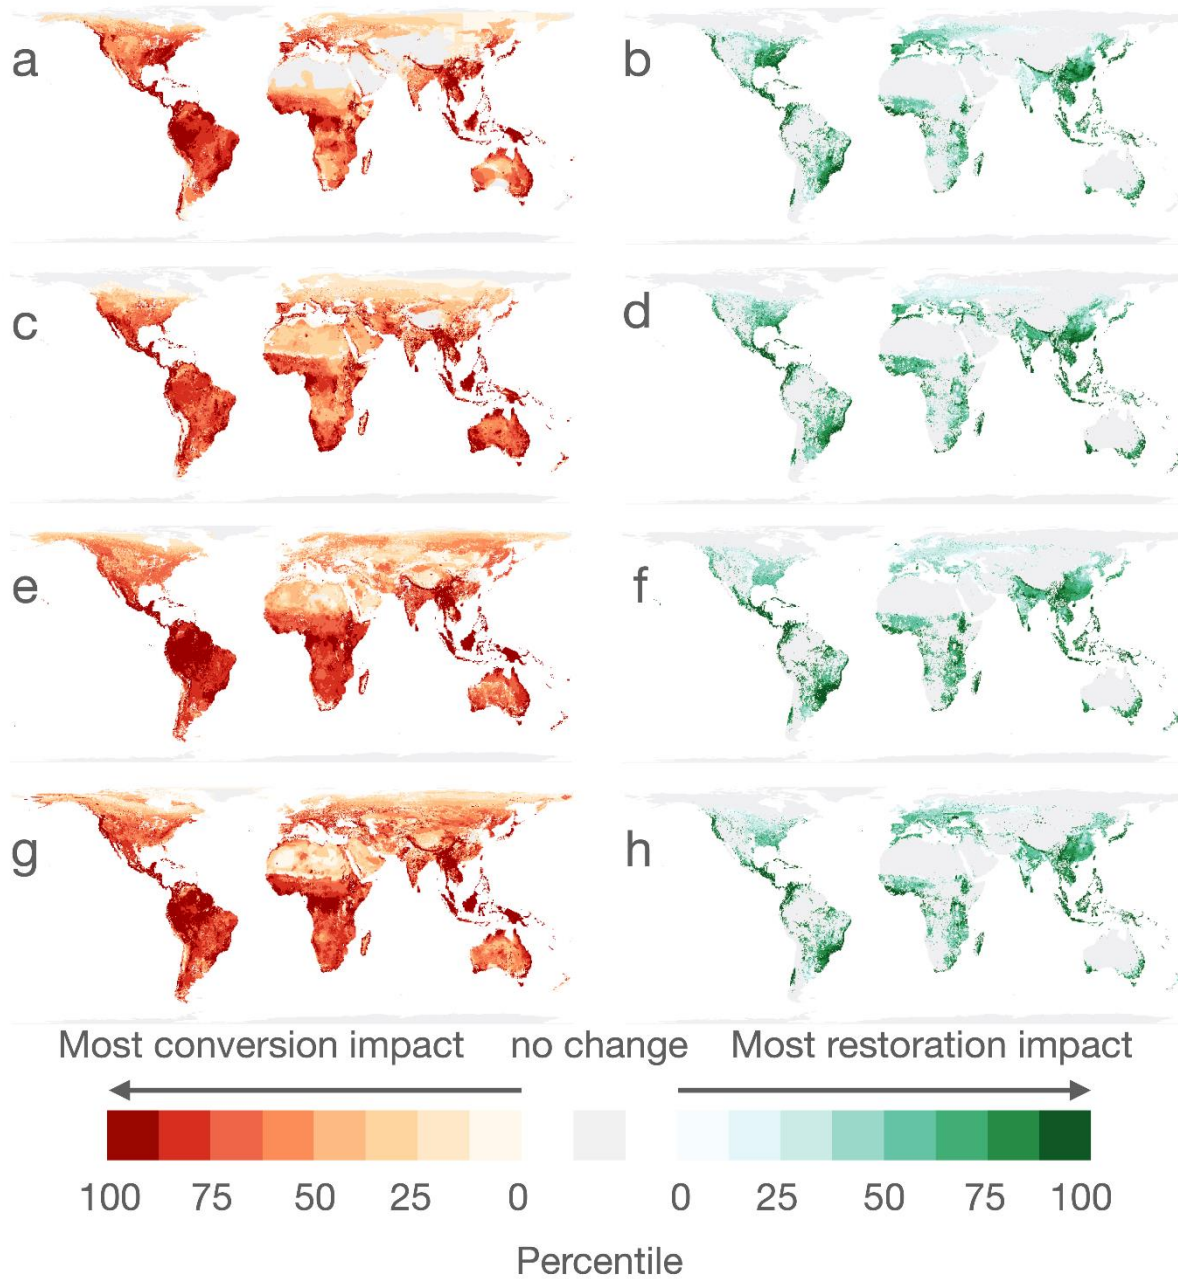 a
b
c
d
e
f
g
h
Most conversion impact no change Most restoration impact
100 75 50 25 0 0 25 50 75 100
Percentile